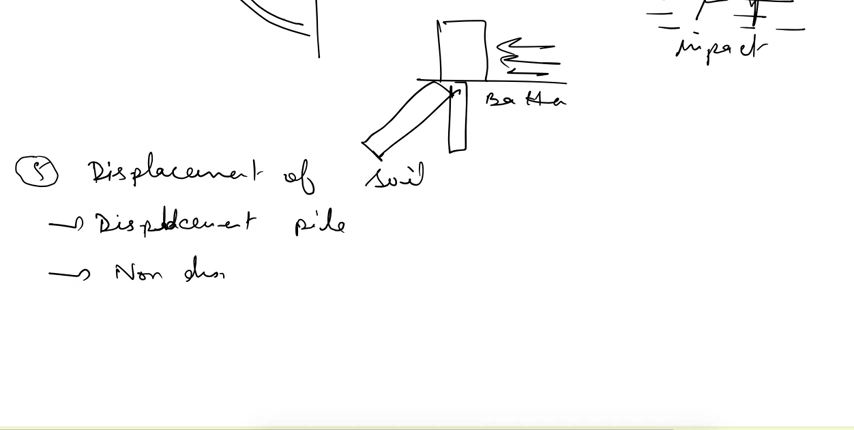 impact
Batter
⑤ Displacement of soil
→ Displacement pile
→ Non dis